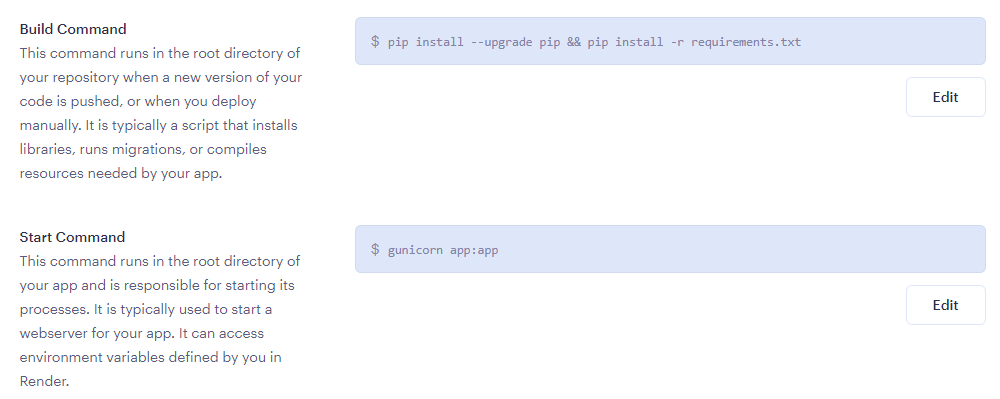 Build Command
This command runs in the root directory of
your repository when a new version of your
code is pushed, or when you deploy
manually. It is typically a script that installs
libraries, runs migrations, or compiles
resources needed by your app.
$ pip install --upgrade pip && pip install -r requirements.txt
Edit
Start Command
This command runs in the root directory of
your app and is responsible for starting its
processes. It is typically used to start a
webserver for your app. It can access
environment variables defined by you in
Render.
$ gunicorn app:app
Edit